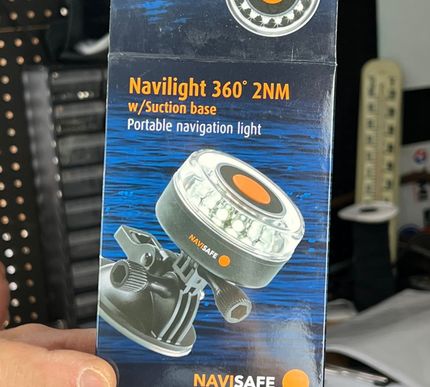 Navilight 360° 2NM
w/Suction base
Portable navigation light
NAVISAFE
NAVISAFE